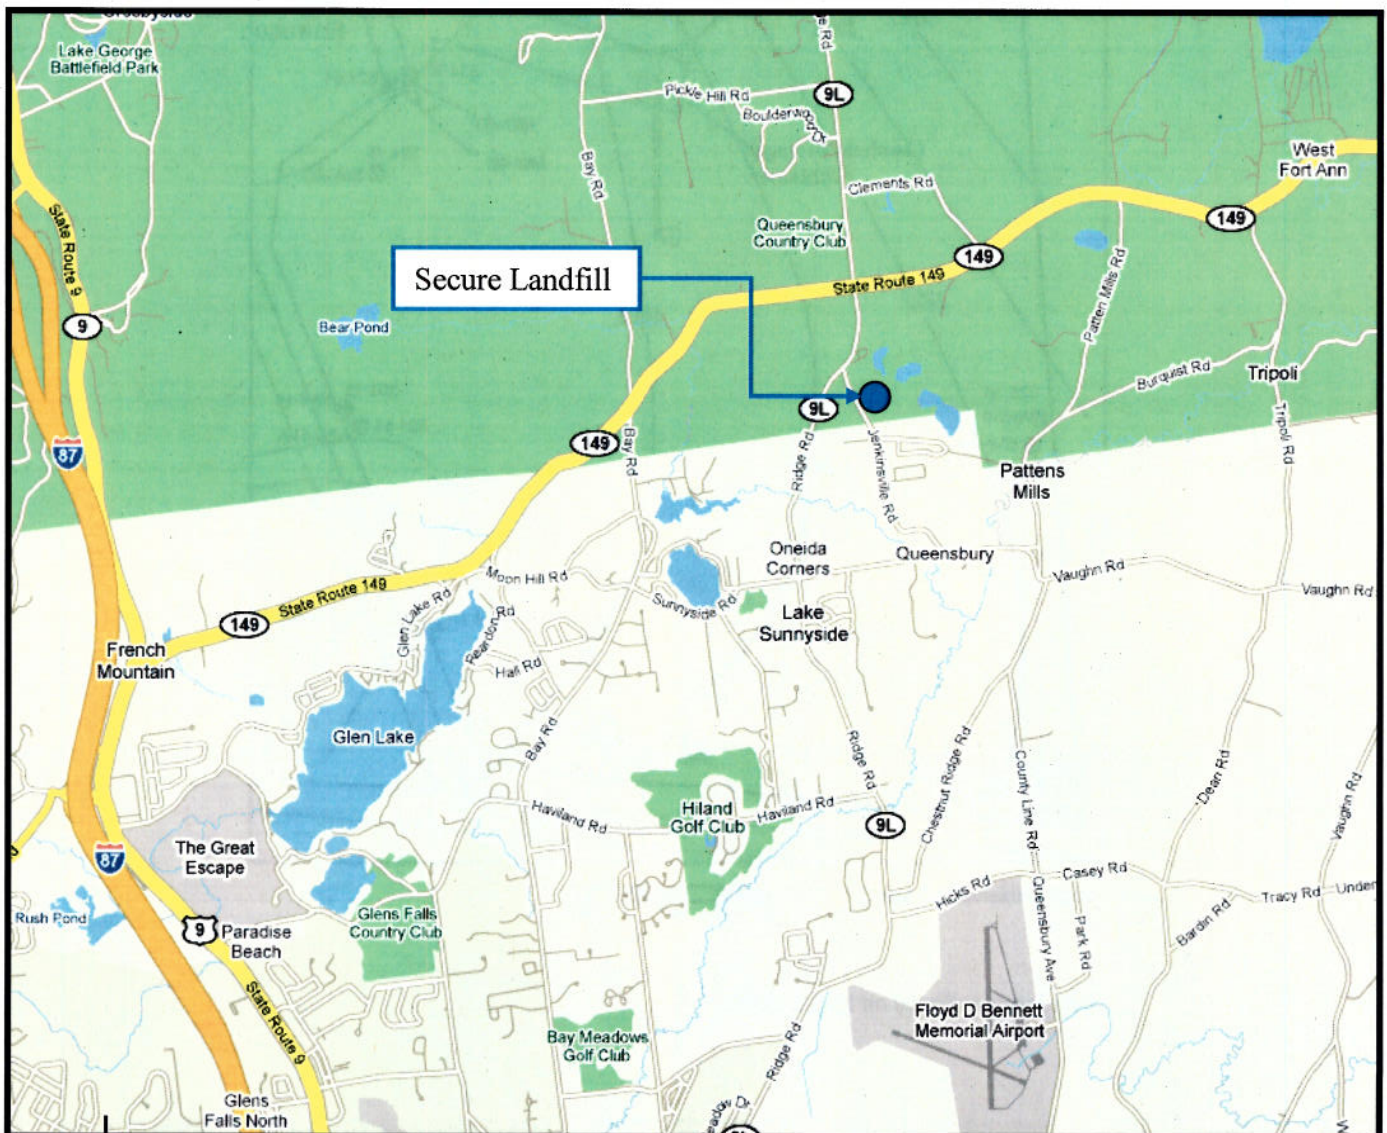 Lake George
Battlefield Park
Pickle Hill Rd
9L
Boulderwood Dr
West
Fort Ann
Bay Rd
Clements Rd
149
State Route 9
Queensbury
Country Club
149
Secure Landfill
State Route 149
Patten Mills Rd
9
Bear Pond
Burquist Rd
Tripoli
9L
149
Bay Rd
Tripoli Rd
87
Ridge Rd
Jenkinsville Rd
Pattens
Mills
Oneida
Corners
Queensbury
Moon Hill Rd
Vaughn Rd
Vaughn Rd
State Route 149
Glen Lake Rd
Sunnyside Rd
Lake
Sunnyside
149
Reardon Rd
French
Mountain
Hall Rd
Glen Lake
Bay Rd
Ridge Rd
Chestnut Ridge Rd
County Line Rd
Dean Rd
Vaughn Rd
Haviland Rd
Hiland
Golf Club
Haviland Rd
9L
The Great
Escape
87
Casey Rd
Hicks Rd
Tracy Rd
Under
Rush Pond
9
Paradise
Beach
Glens Falls
Country Club
Queensbury Ave
Park Rd
Bardin Rd
State Route 9
Floyd D Bennett
Memorial Airport
Bay Meadows
Golf Club
Ridge Rd
Glens
Falls North